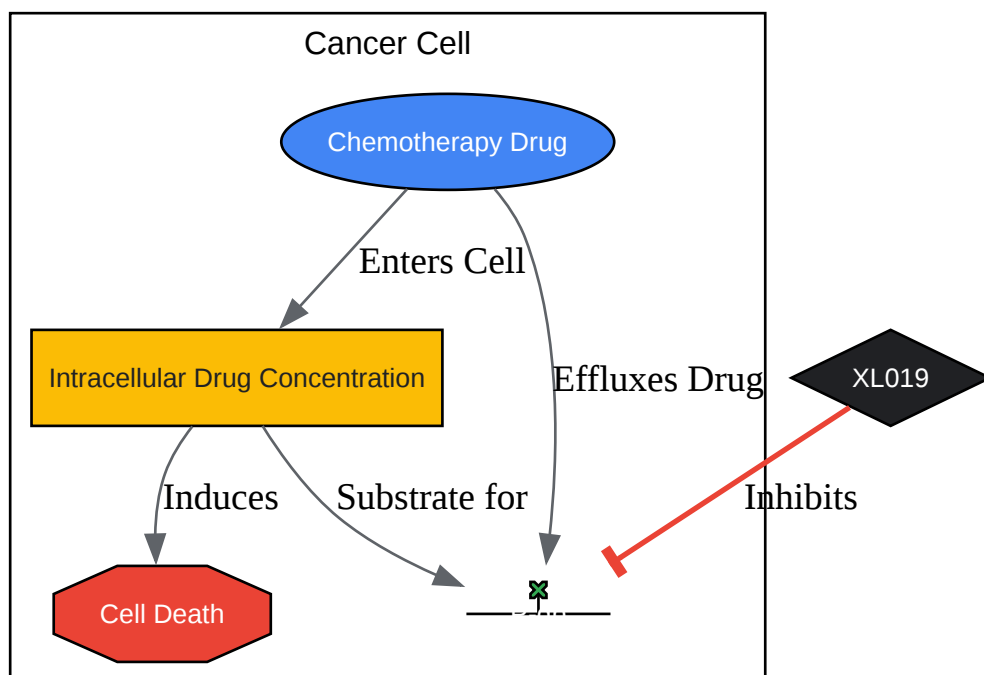 Cancer Cell
Chemotherapy Drug
Enters Cell
Intracellular Drug Concentration
Effluxes Drug
XL019
Induces
Substrate for
Inhibits
Cell Death